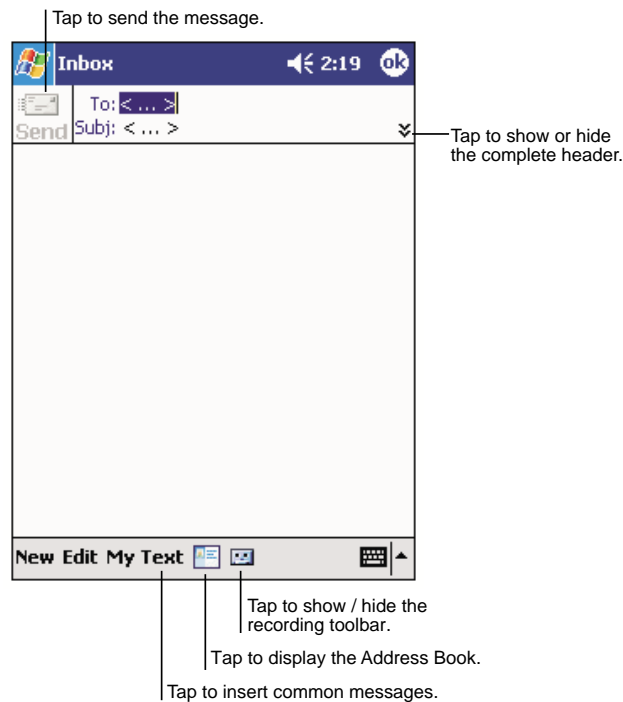 Tap to send the message.
Inbox 2:19 ok
To: < ... >
Send Subj: < ... >
Tap to show or hide
the complete header.
New Edit My Text
Tap to show / hide the
recording toolbar.
Tap to display the Address Book.
Tap to insert common messages.